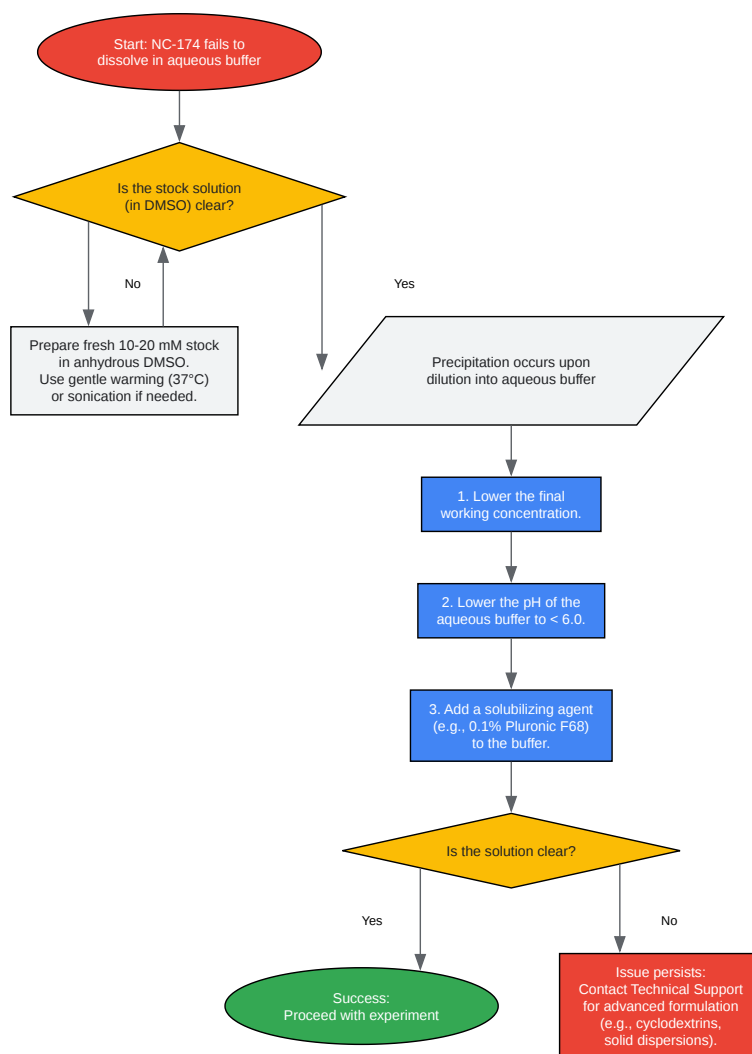 Start: NC-174 fails to
dissolve in aqueous buffer
Is the stock solution
(in DMSO) clear?
No
Yes
Prepare fresh 10-20 mM stock
in anhydrous DMSO.
Use gentle warming (37°C)
or sonication if needed.
Precipitation occurs upon
dilution into aqueous buffer
1. Lower the final
working concentration.
2. Lower the pH of the
aqueous buffer to < 6.0.
3. Add a solubilizing agent
(e.g., 0.1% Pluronic F68)
to the buffer.
Is the solution clear?
Yes
No
Success:
Proceed with experiment
Issue persists:
Contact Technical Support
for advanced formulation
(e.g., cyclodextrins,
solid dispersions).